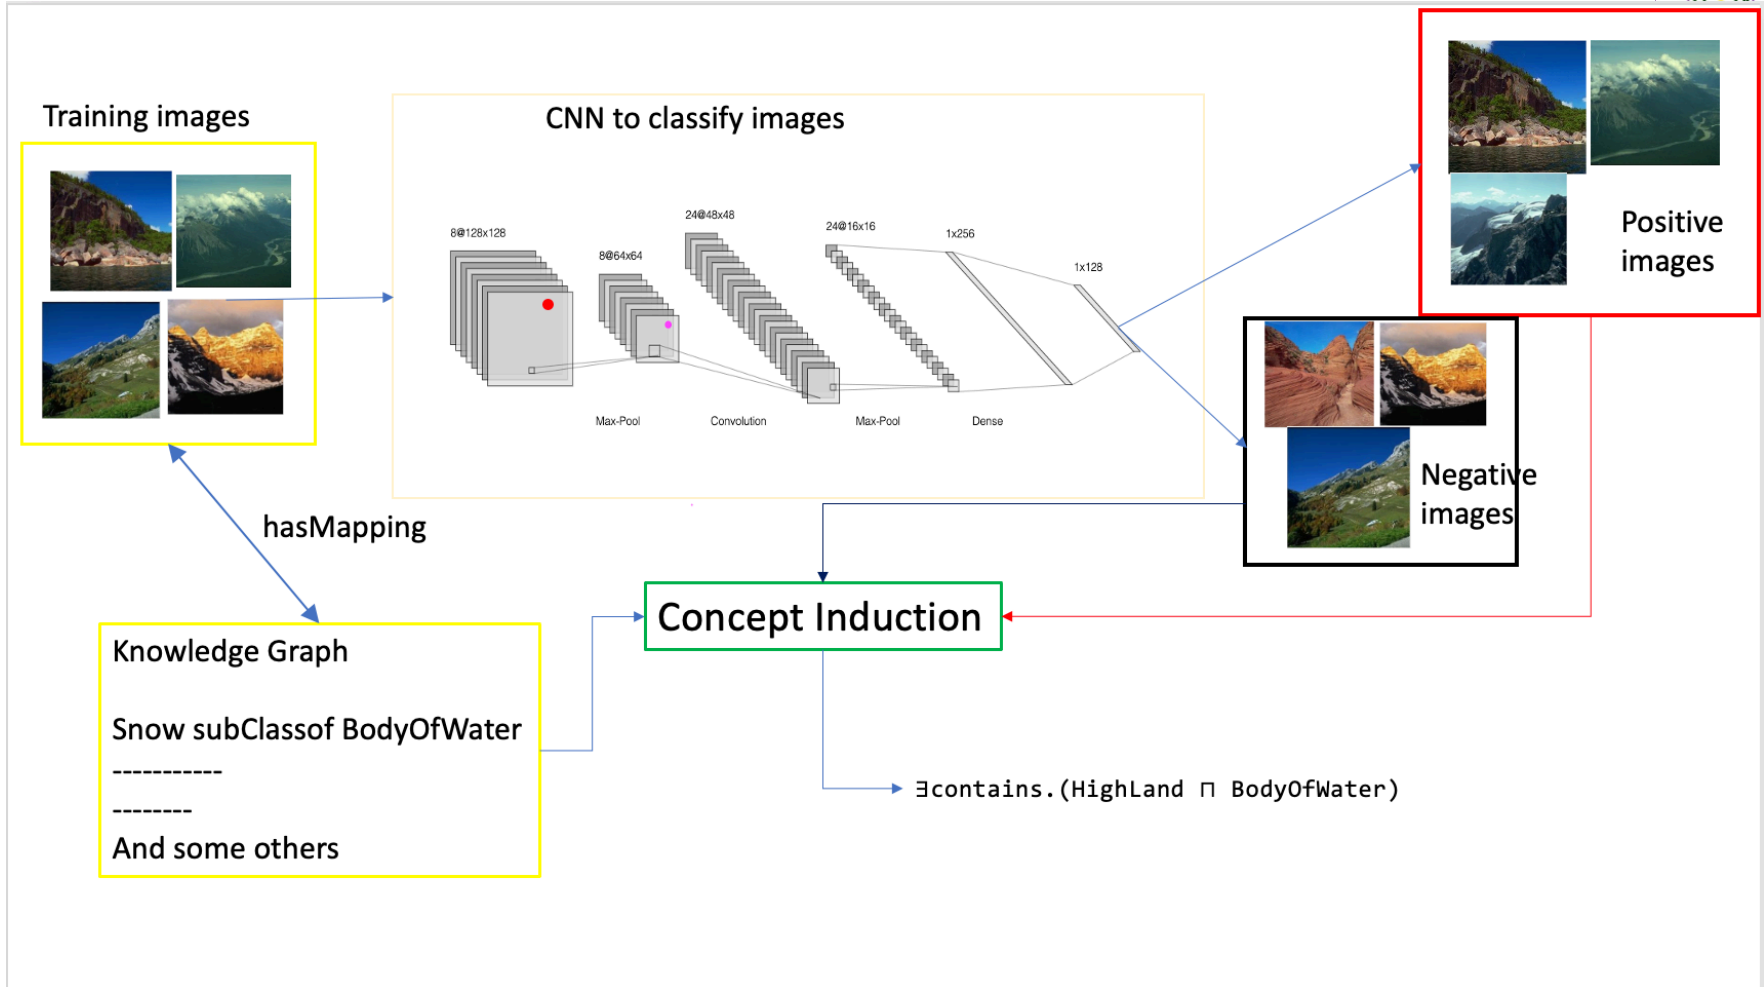 Training images
CNN to classify images
8@128x128
8@64x64
24@48x48
24@16x16
1x256
1x128
Max-Pool
Convolution
Max-Pool
Dense
Positive
images
Negative
images
hasMapping
Knowledge Graph
Snow subClassof BodyOfWater
-----------
--------
And some others
Concept Induction
∃contains.(HighLand ⊓ BodyOfWater)